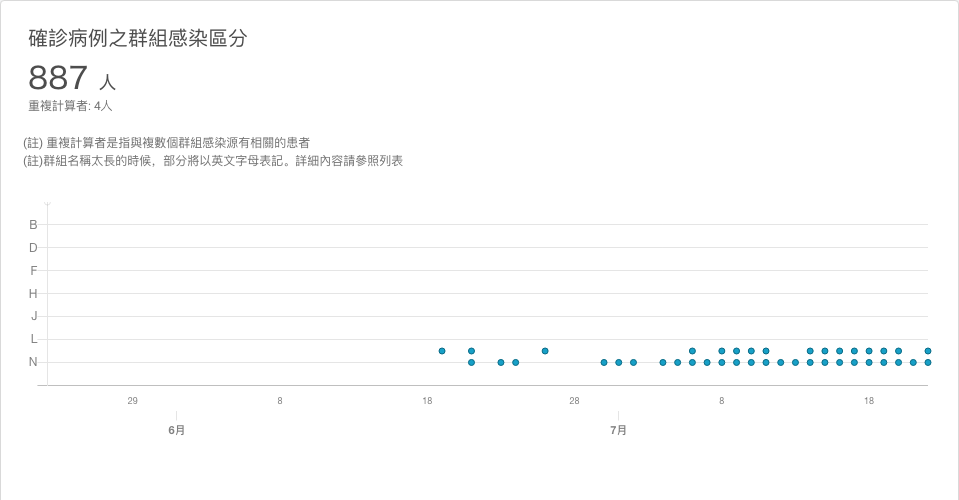 確診病例之群組感染區分
887 人
重複計算者: 4人
(註) 重複計算者是指與複數個群組感染源有相關的患者
(註)群組名稱太長的時候，部分將以英文字母表記。詳細內容請參照列表
B
D
F
H
J
L
N
29 8 18 28 8 18
6月 7月